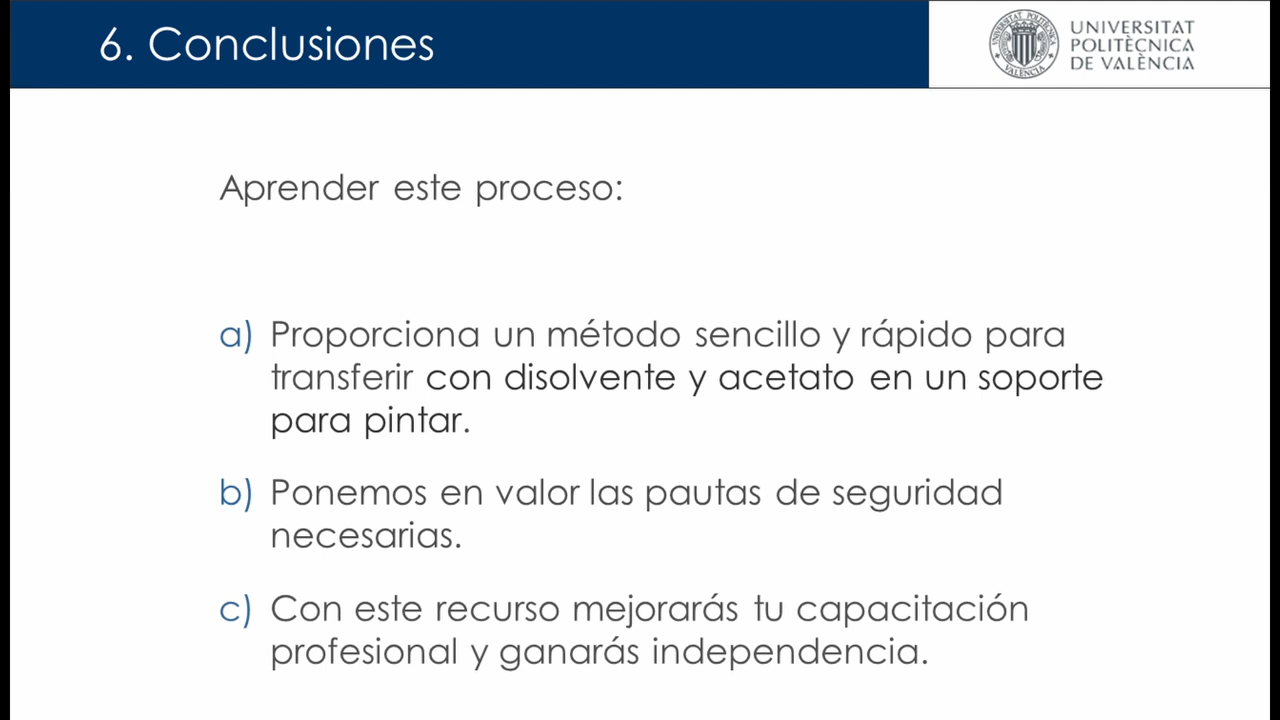 6. Conclusiones
UNIVERSITAT
POLITÈCNICA
DE VALÈNCIA
Aprender este proceso:
a) Proporciona un método sencillo y rápido para
transferir con disolvente y acetato en un soporte
para pintar.
b) Ponemos en valor las pautas de seguridad
necesarias.
c) Con este recurso mejorarás tu capacitación
profesional y ganarás independencia.